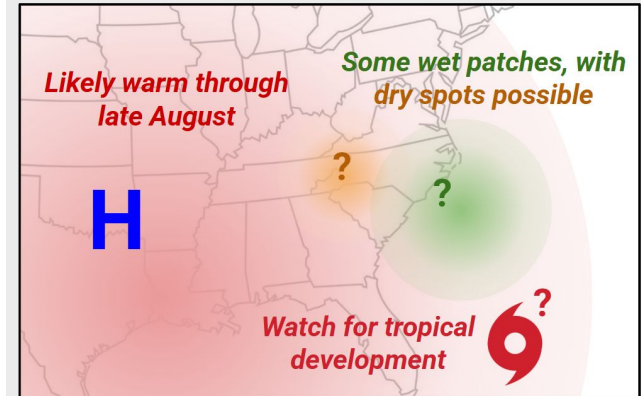 Likely warm through
late August
Some wet patches, with
dry spots possible
?
?
H
?
Watch for tropical
development